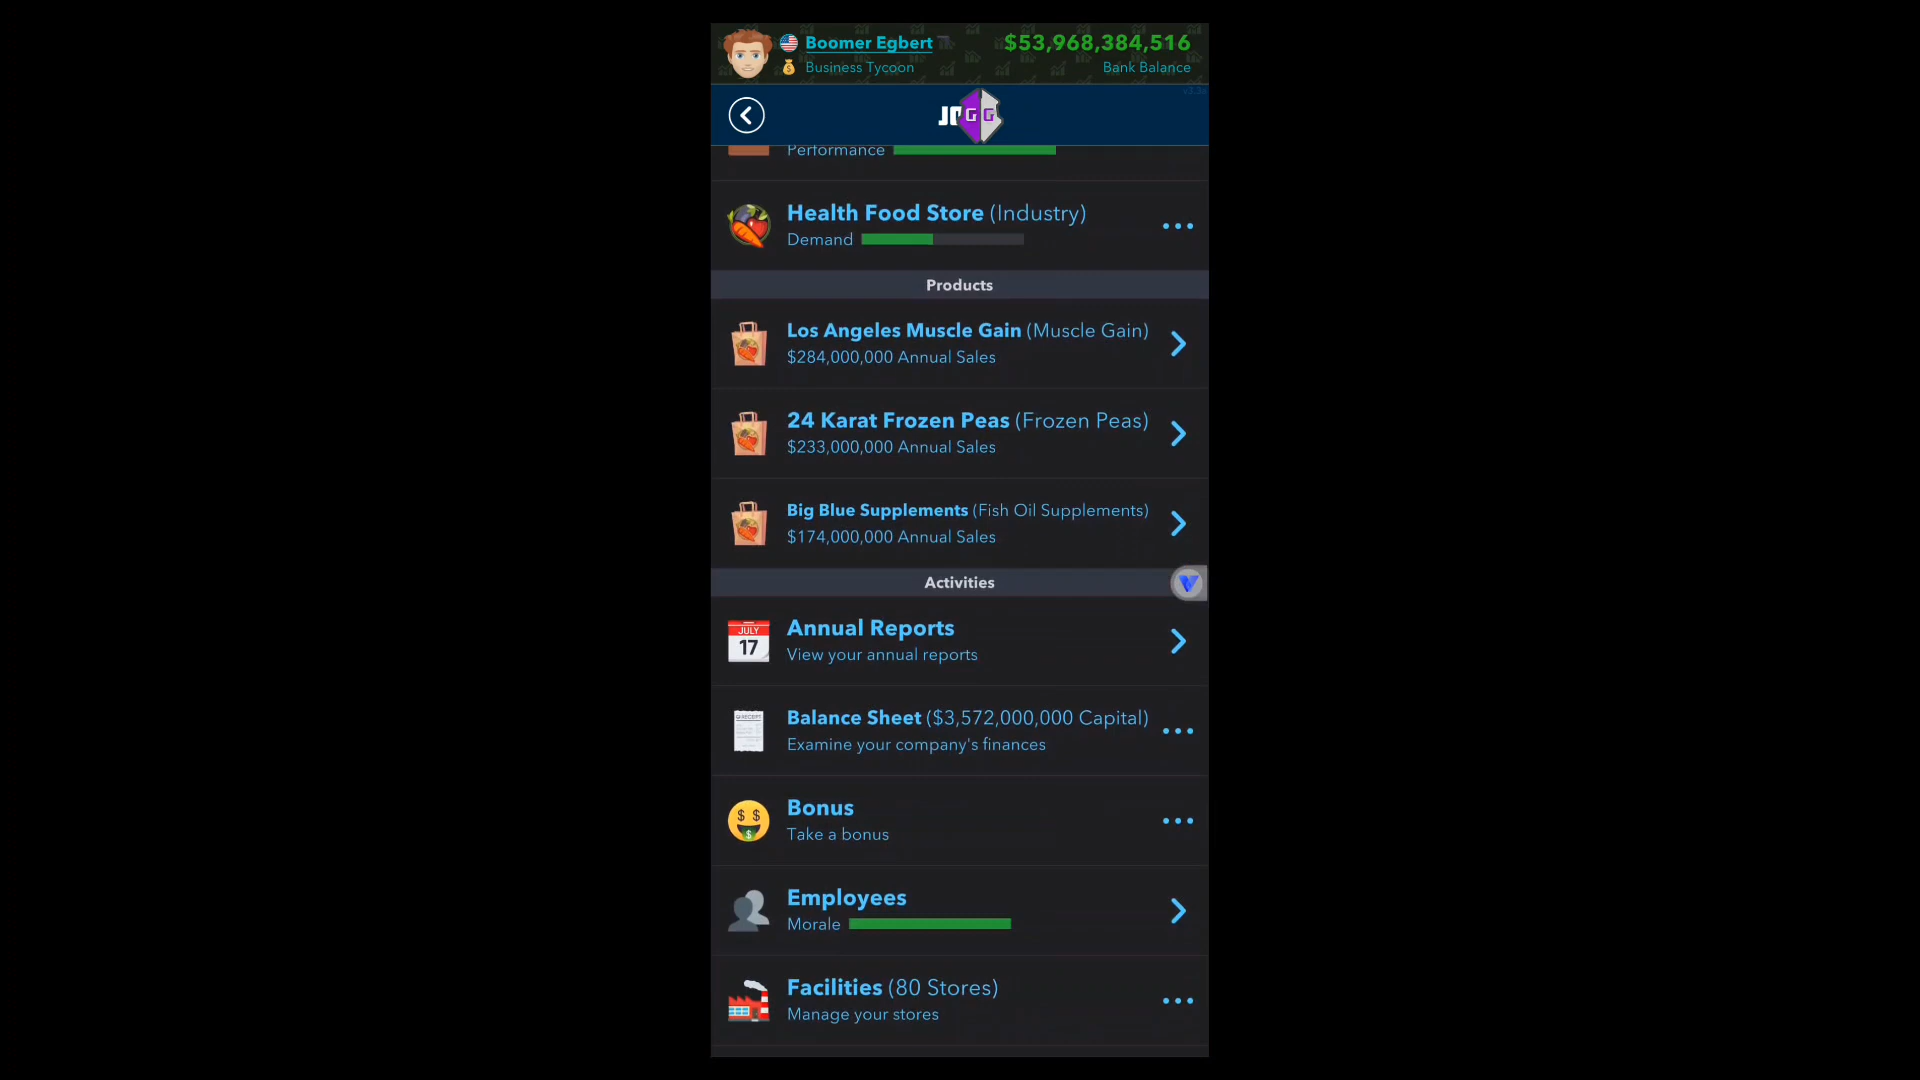 Boomer Egbert
$53,968,384,516
Business Tycoon
Bank Balance
GG
Performance
Health Food Store (Industry)
Demand
Products
Los Angeles Muscle Gain (Muscle Gain)
$284,000,000 Annual Sales
24 Karat Frozen Peas (Frozen Peas)
$233,000,000 Annual Sales
Big Blue Supplements (Fish Oil Supplements)
$174,000,000 Annual Sales
Activities
JULY
17
Annual Reports
View your annual reports
RECEIPT
Balance Sheet ($3,572,000,000 Capital)
Examine your company's finances
Bonus
Take a bonus
Employees
Morale
Facilities (80 Stores)
Manage your stores